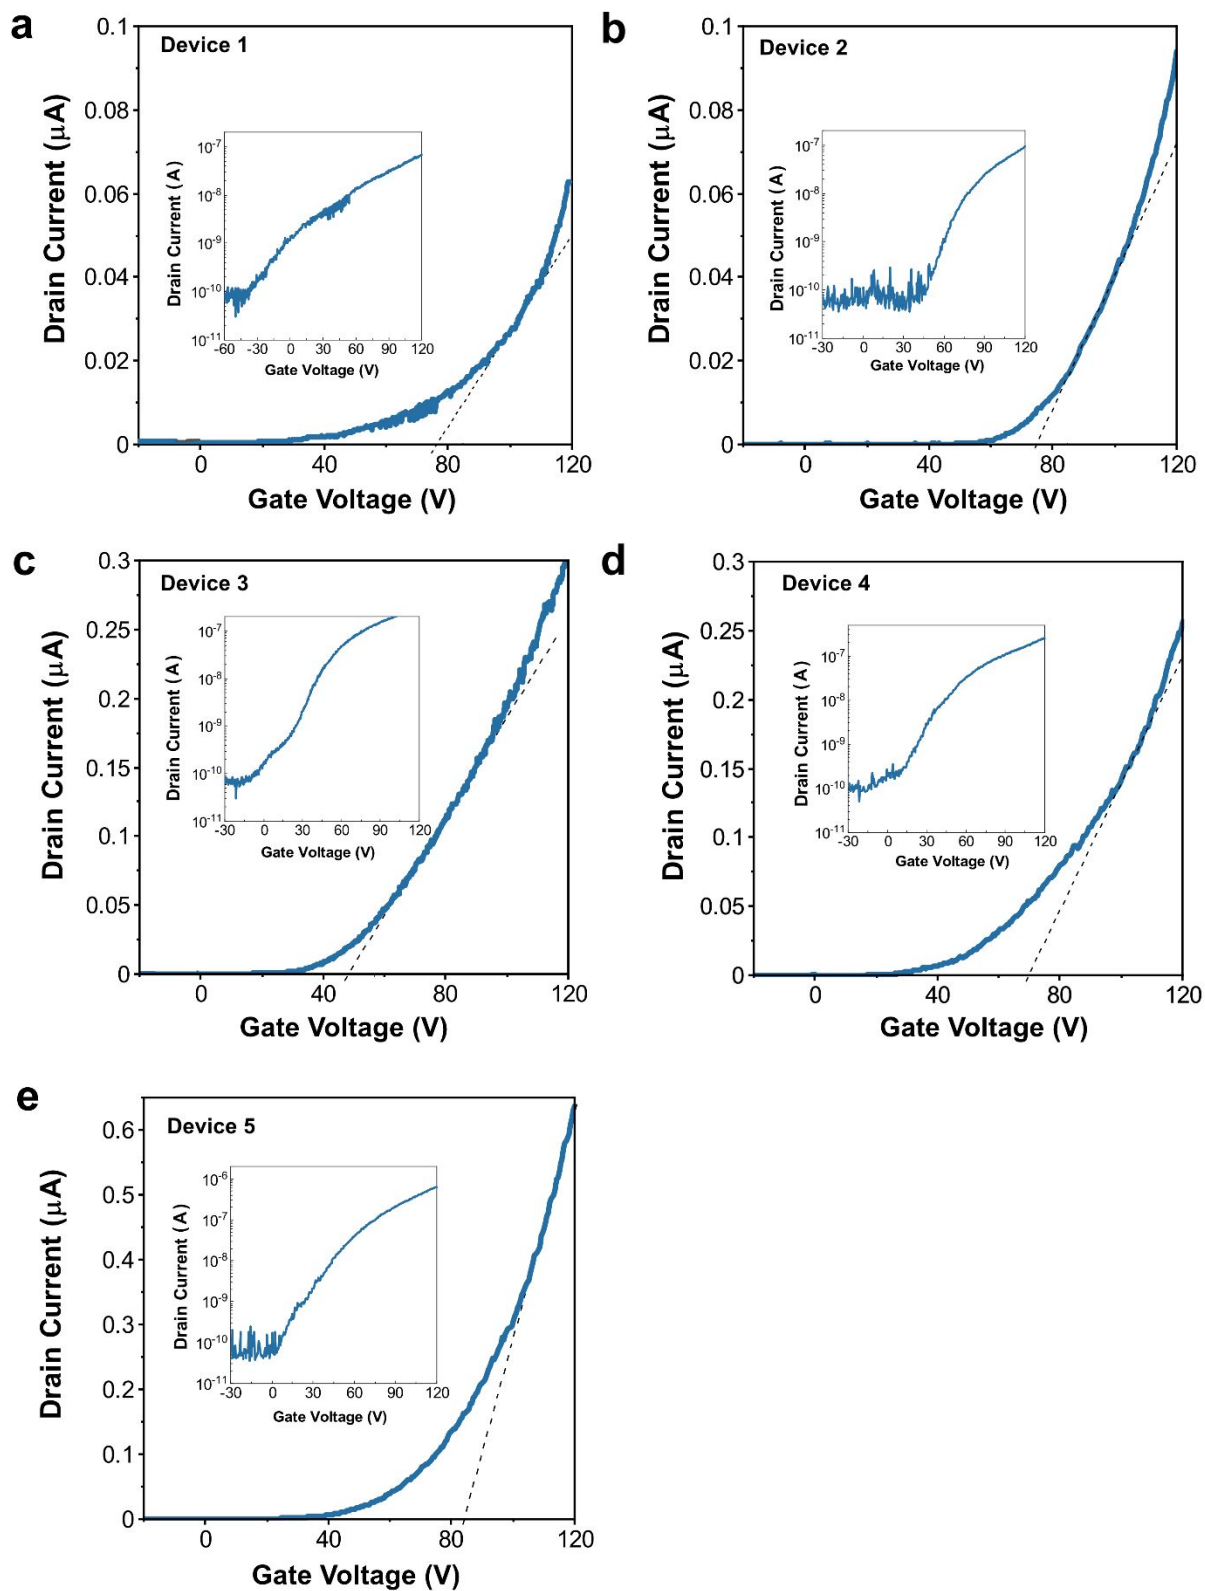 a
Device 1
0.1
0.08
0.06
0.04
0.02
0
Drain Current (μA)
0 40 80 120
Gate Voltage (V)
10-7
10-8
10-9
10-10
10-11
Drain Current (A)
-60 -30 0 30 60 90 120
Gate Voltage (V)
b
Device 2
0.1
0.08
0.06
0.04
0.02
0
Drain Current (μA)
0 40 80 120
Gate Voltage (V)
10-7
10-8
10-9
10-10
10-11
Drain Current (A)
-30 0 30 60 90 120
Gate Voltage (V)
c
Device 3
0.3
0.25
0.2
0.15
0.1
0.05
0
Drain Current (μA)
0 40 80 120
Gate Voltage (V)
10-7
10-8
10-9
10-10
10-11
Drain Current (A)
-30 0 30 60 90 120
Gate Voltage (V)
d
Device 4
0.3
0.25
0.2
0.15
0.1
0.05
0
Drain Current (μA)
0 40 80 120
Gate Voltage (V)
10-7
10-8
10-9
10-10
10-11
Drain Current (A)
-30 0 30 60 90 120
Gate Voltage (V)
e
Device 5
0.6
0.5
0.4
0.3
0.2
0.1
0
Drain Current (μA)
0 40 80 120
Gate Voltage (V)
10-6
10-7
10-8
10-9
10-10
10-11
Drain Current (A)
-30 0 30 60 90 120
Gate Voltage (V)